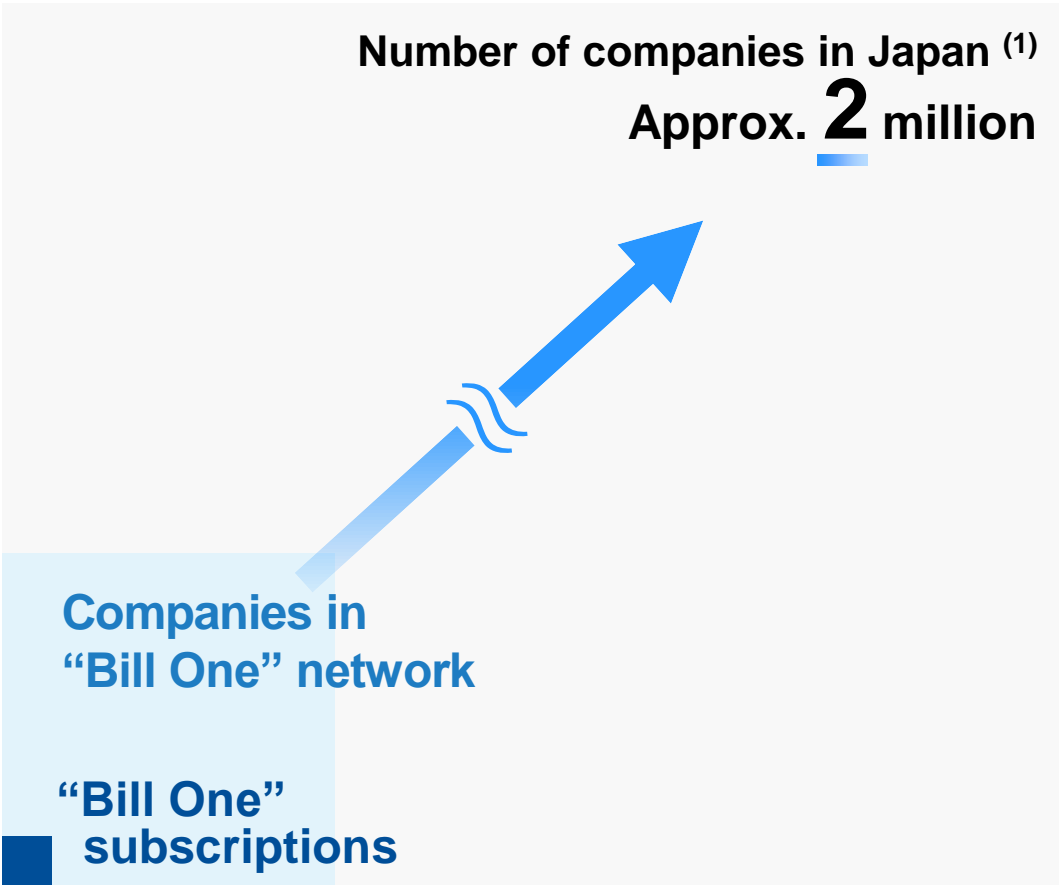 Number of companies in Japan (1)
Approx. 2 million
Companies in
“Bill One” network
“Bill One”
subscriptions